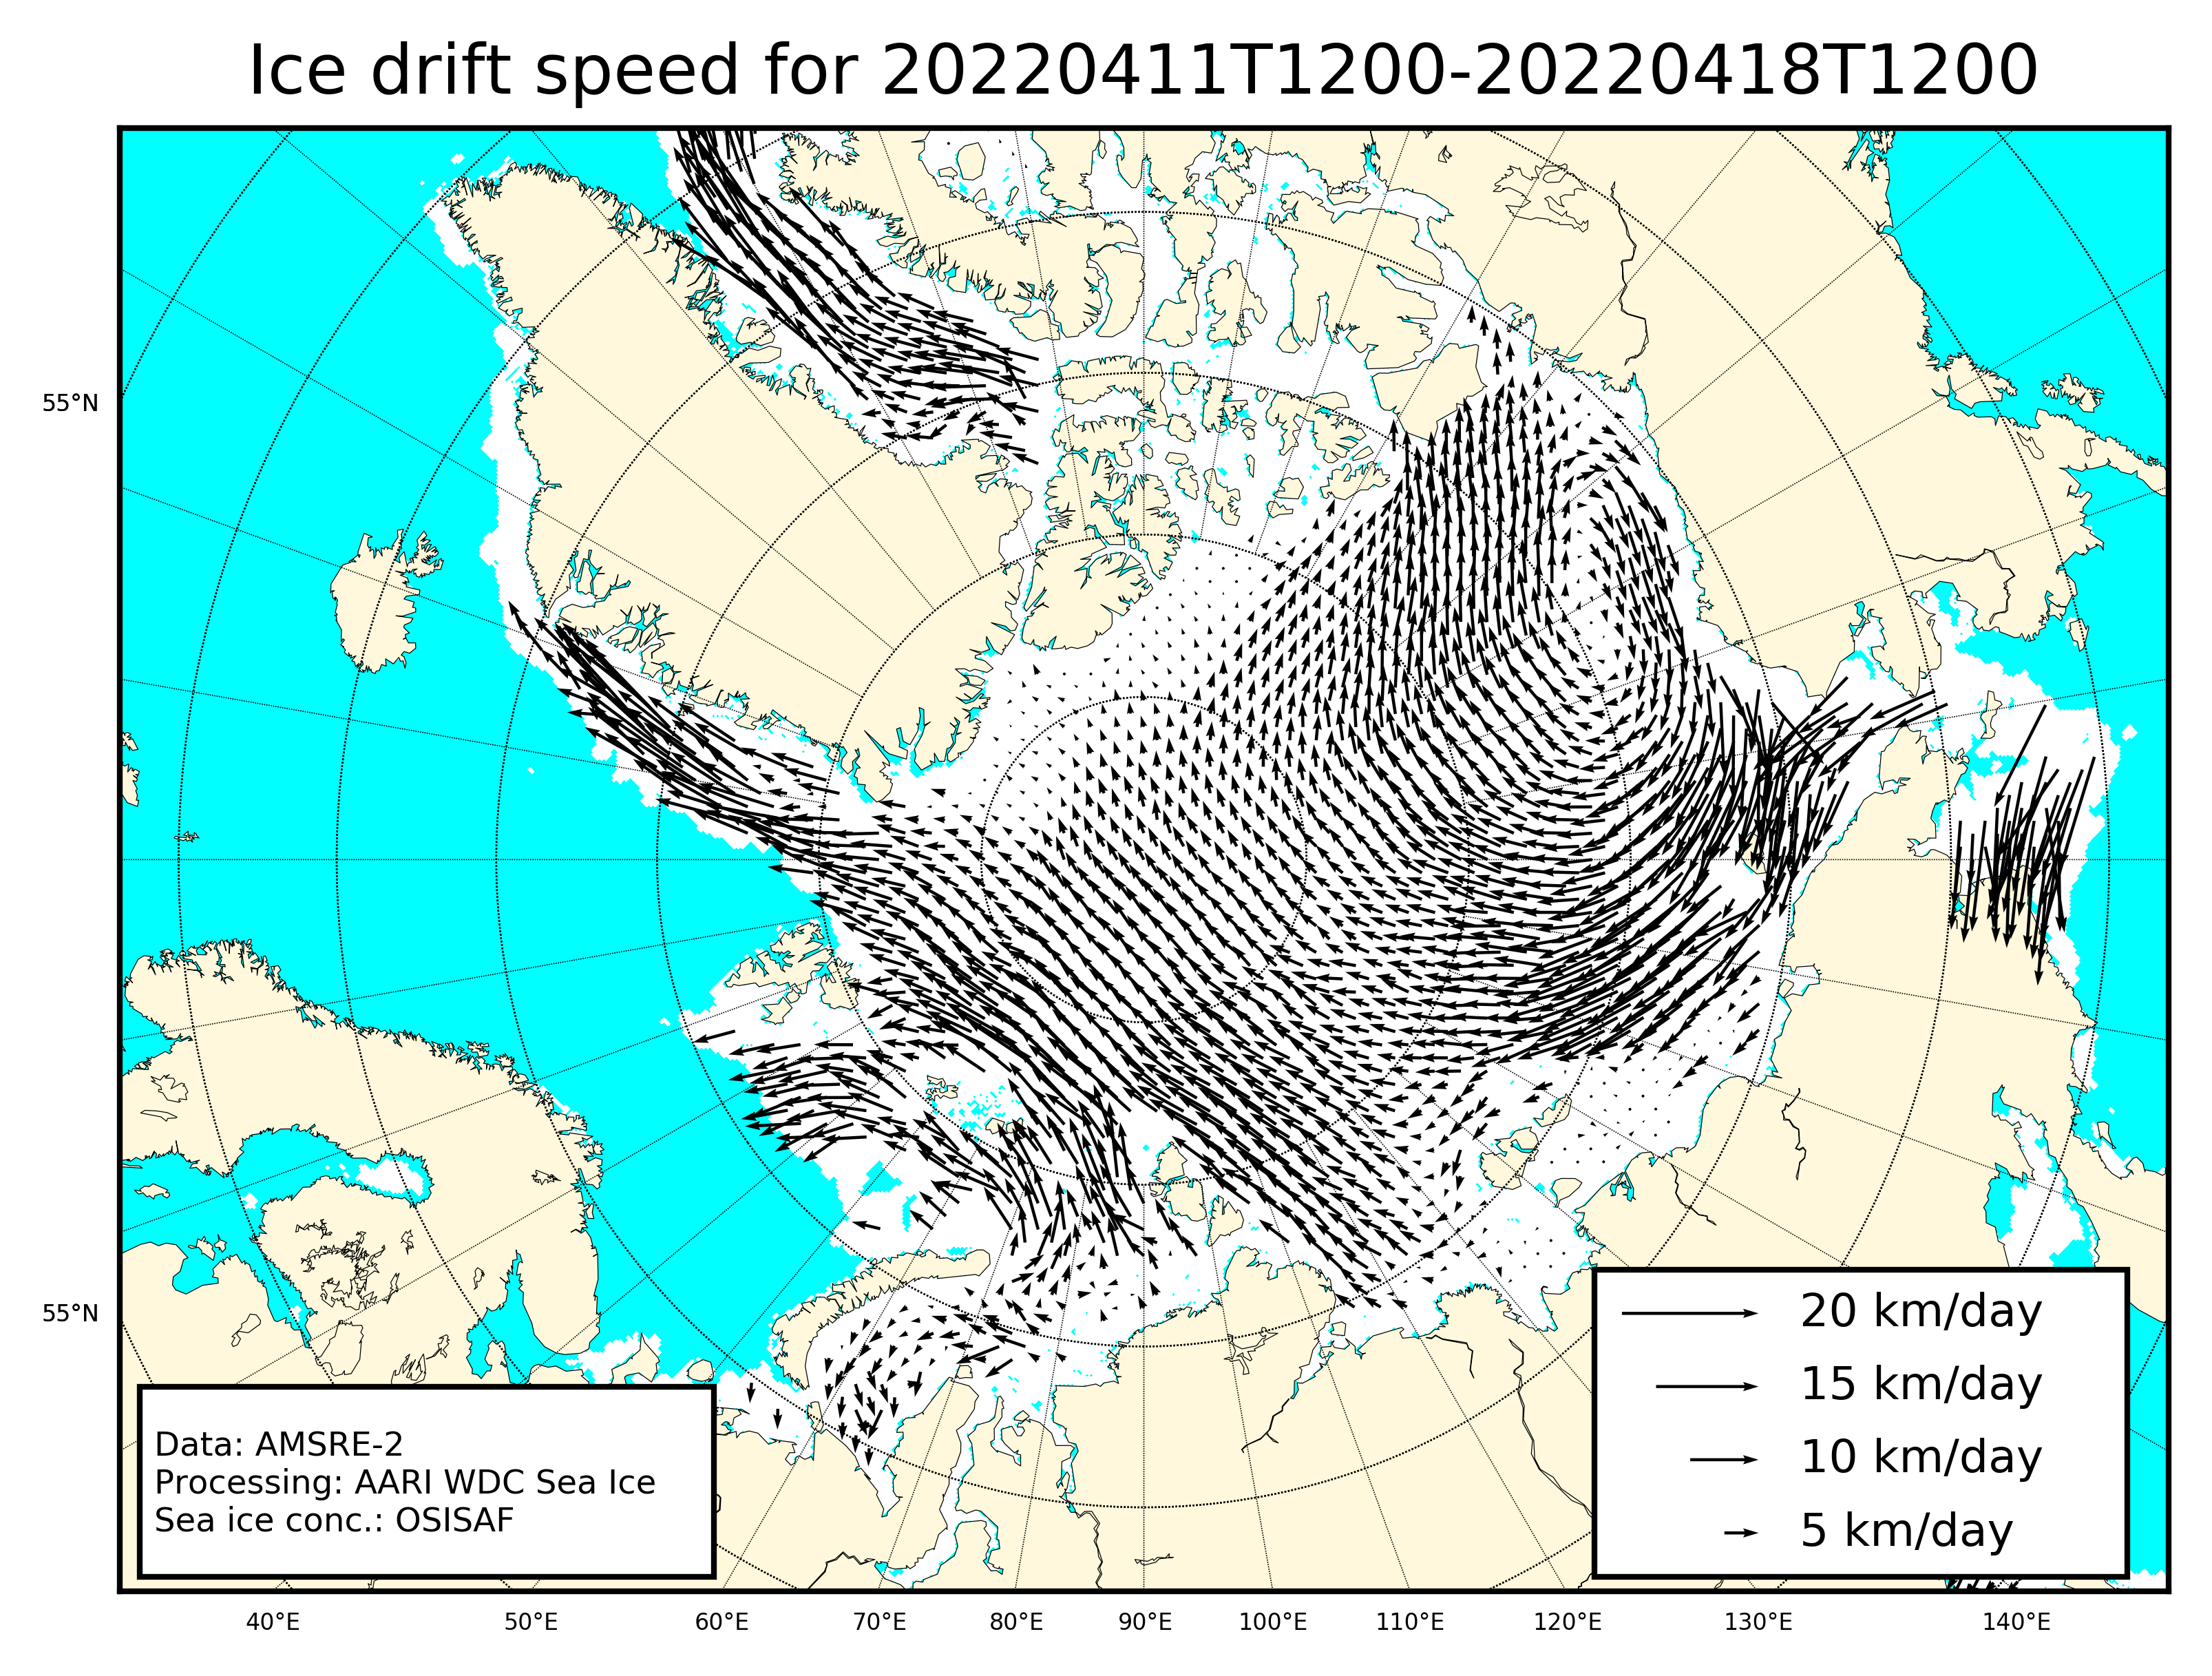 Ice drift speed for 20220411T1200-20220418T1200
55°N
55°N
20 km/day
15 km/day
10 km/day
5 km/day
Data: AMSRE-2
Processing: AARI WDC Sea Ice
Sea ice conc.: OSISAF
40°E 50°E 60°E 70°E 80°E 90°E 100°E 110°E 120°E 130°E 140°E